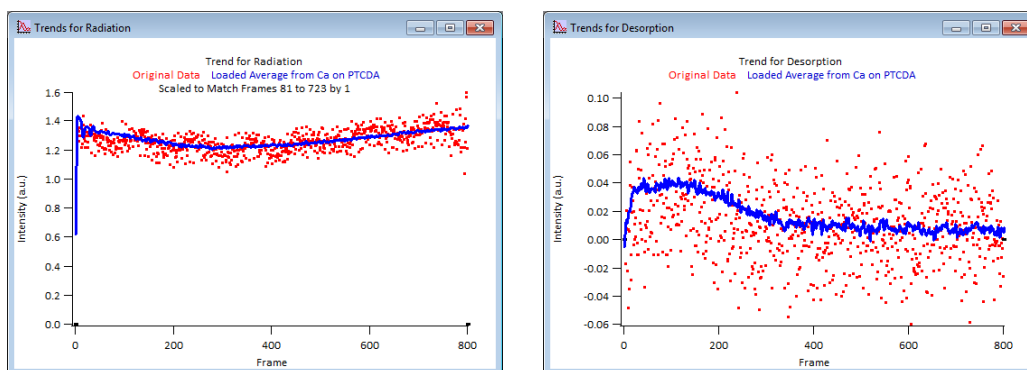 Trends for Radiation
Trend for Radiation
Original Data Loaded Average from Ca on PTCDA
Scaled to Match Frames 81 to 723 by 1
1.6
1.4
1.2
1.0
0.8
0.6
0.4
0.2
0.0
Intensity (a.u.)
0 200 400 600 800
Frame
Trends for Desorption
Trend for Desorption
Original Data Loaded Average from Ca on PTCDA
0.10
0.08
0.06
0.04
0.02
0.00
-0.02
-0.04
-0.06
Intensity (a.u.)
0 200 400 600 800
Frame